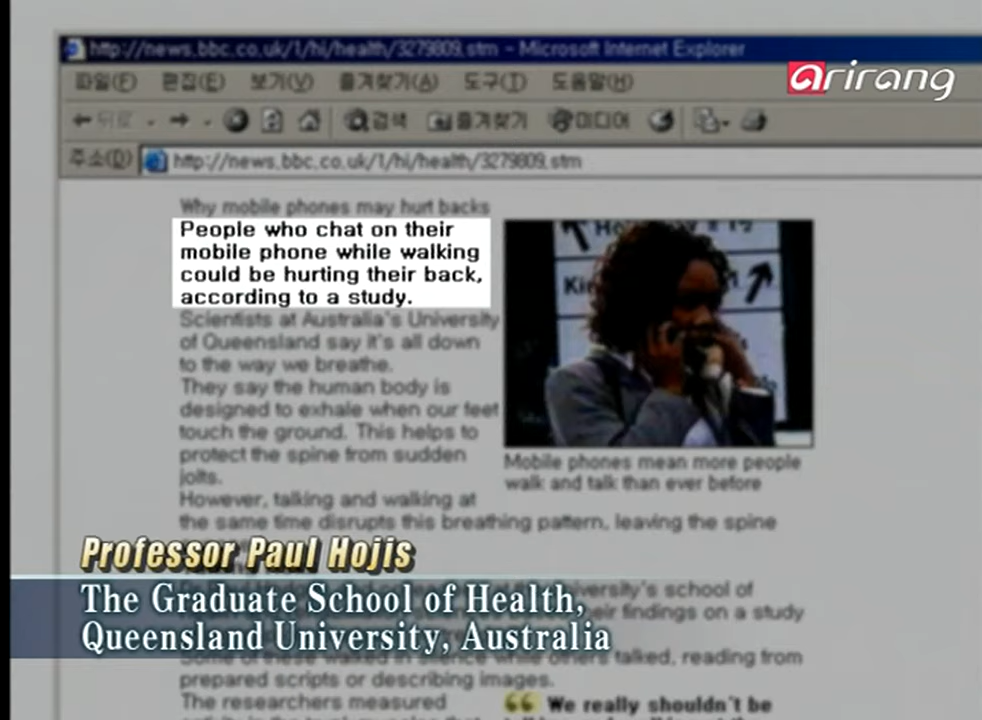 http://news.bbc.co.uk/1/hi/health/3279809.stm - Microsoft Internet Explorer
파일(F) 편집(E) 보기(V) 즐겨찾기(A) 도구(T) 도움말(H)
arirang
뒤로 검색 즐겨찾기 미디어
주소(D) http://news.bbc.co.uk/1/hi/health/3279809.stm
Why mobile phones may hurt backs
People who chat on their
mobile phone while walking
could be hurting their back,
according to a study.
Scientists at Australia's University
of Queensland say it's all down
to the way we breathe.
They say the human body is
designed to exhale when our feet
touch the ground. This helps to
protect the spine from sudden
jolts.
Mobile phones mean more people
walk and talk than ever before
However, talking and walking at
the same time disrupts this breathing pattern, leaving the spine
Professor Paul Hojis
The Graduate School of Health,
Queensland University, Australia
school of
findings on a study
talked, reading from
prepared scripts or describing images.
The researchers measured
We really shouldn't be